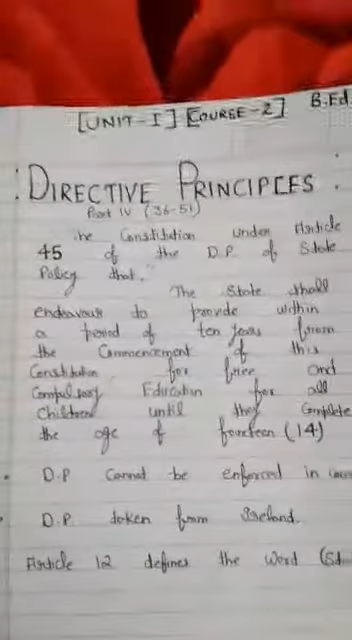 [UNIT-I] [COURSE-2] B.Ed
: DIRECTIVE PRINCIPLES :
Part IV (36-51)
The Constitution under Article
45 of the D.P of State
Policy that,
"The State shall
endeavour to provide within
a period of ten years from
the Commencement of this
Constitution for free and
Compulsory Education for all
Children until they Complete
the age of fourteen (14)
• D.P Cannot be enforced in
• D.P. taken from Ireland.
Article 12 defines the word